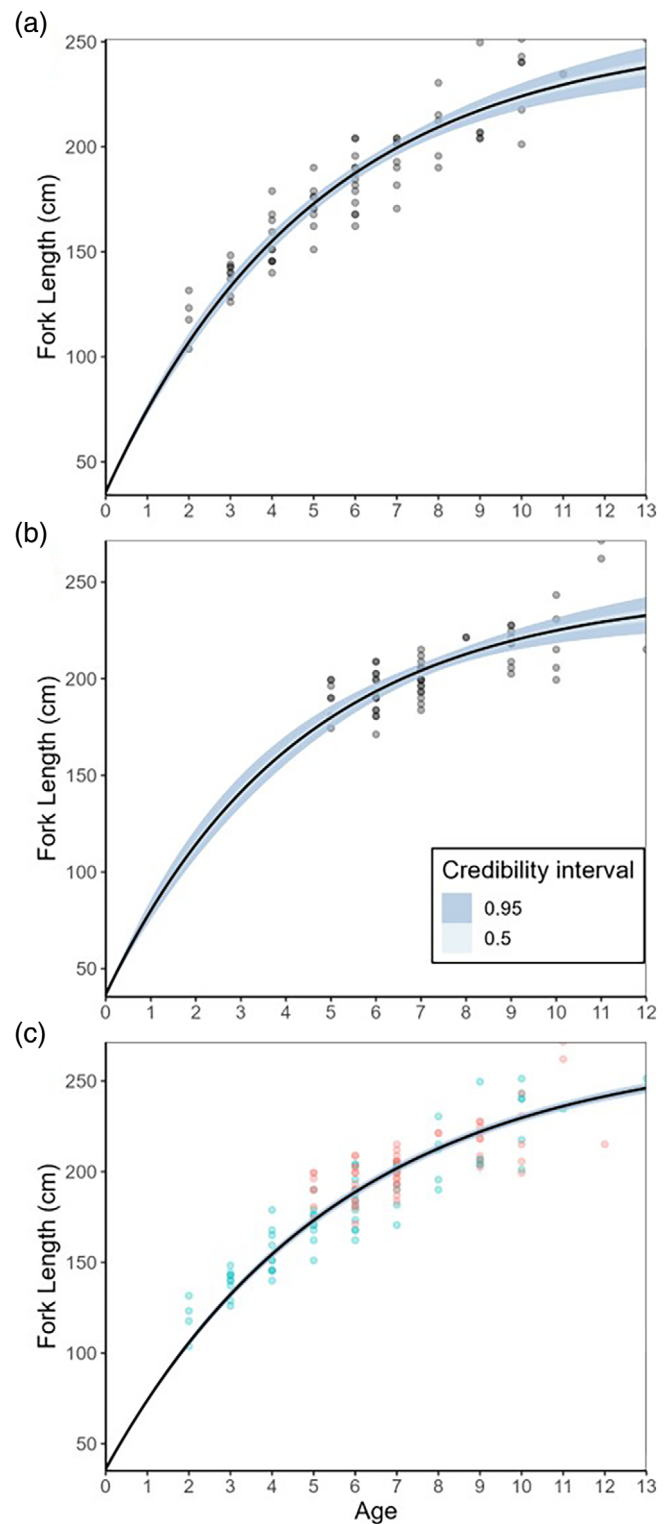 (a)
Fork Length (cm)
250
200
150
100
50
0 1 2 3 4 5 6 7 8 9 10 11 12 13
(b)
Fork Length (cm)
250
200
150
100
50
Credibility interval
0.95
0.5
0 1 2 3 4 5 6 7 8 9 10 11 12
(c)
Fork Length (cm)
250
200
150
100
50
0 1 2 3 4 5 6 7 8 9 10 11 12 13
Age